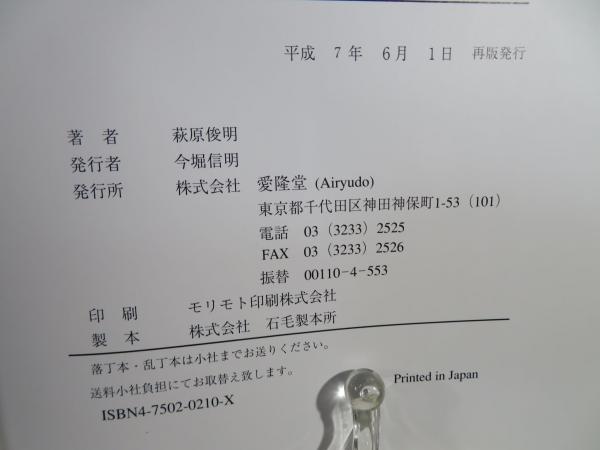 平成 7年 6月 1日 再版発行
著者 萩原俊明
発行者 今堀信明
発行所 株式会社 愛隆堂 (Airyudo)
東京都千代田区神田神保町1-53 (101)
電話 03 (3233) 2525
FAX 03 (3233) 2526
振替 00110-4-553
印刷 モリモト印刷株式会社
製本 株式会社 石毛製本所
落丁本・乱丁本は小社までお送りください。
送料小社負担にてお取替え致します。
Printed in Japan
ISBN4-7502-0210-X